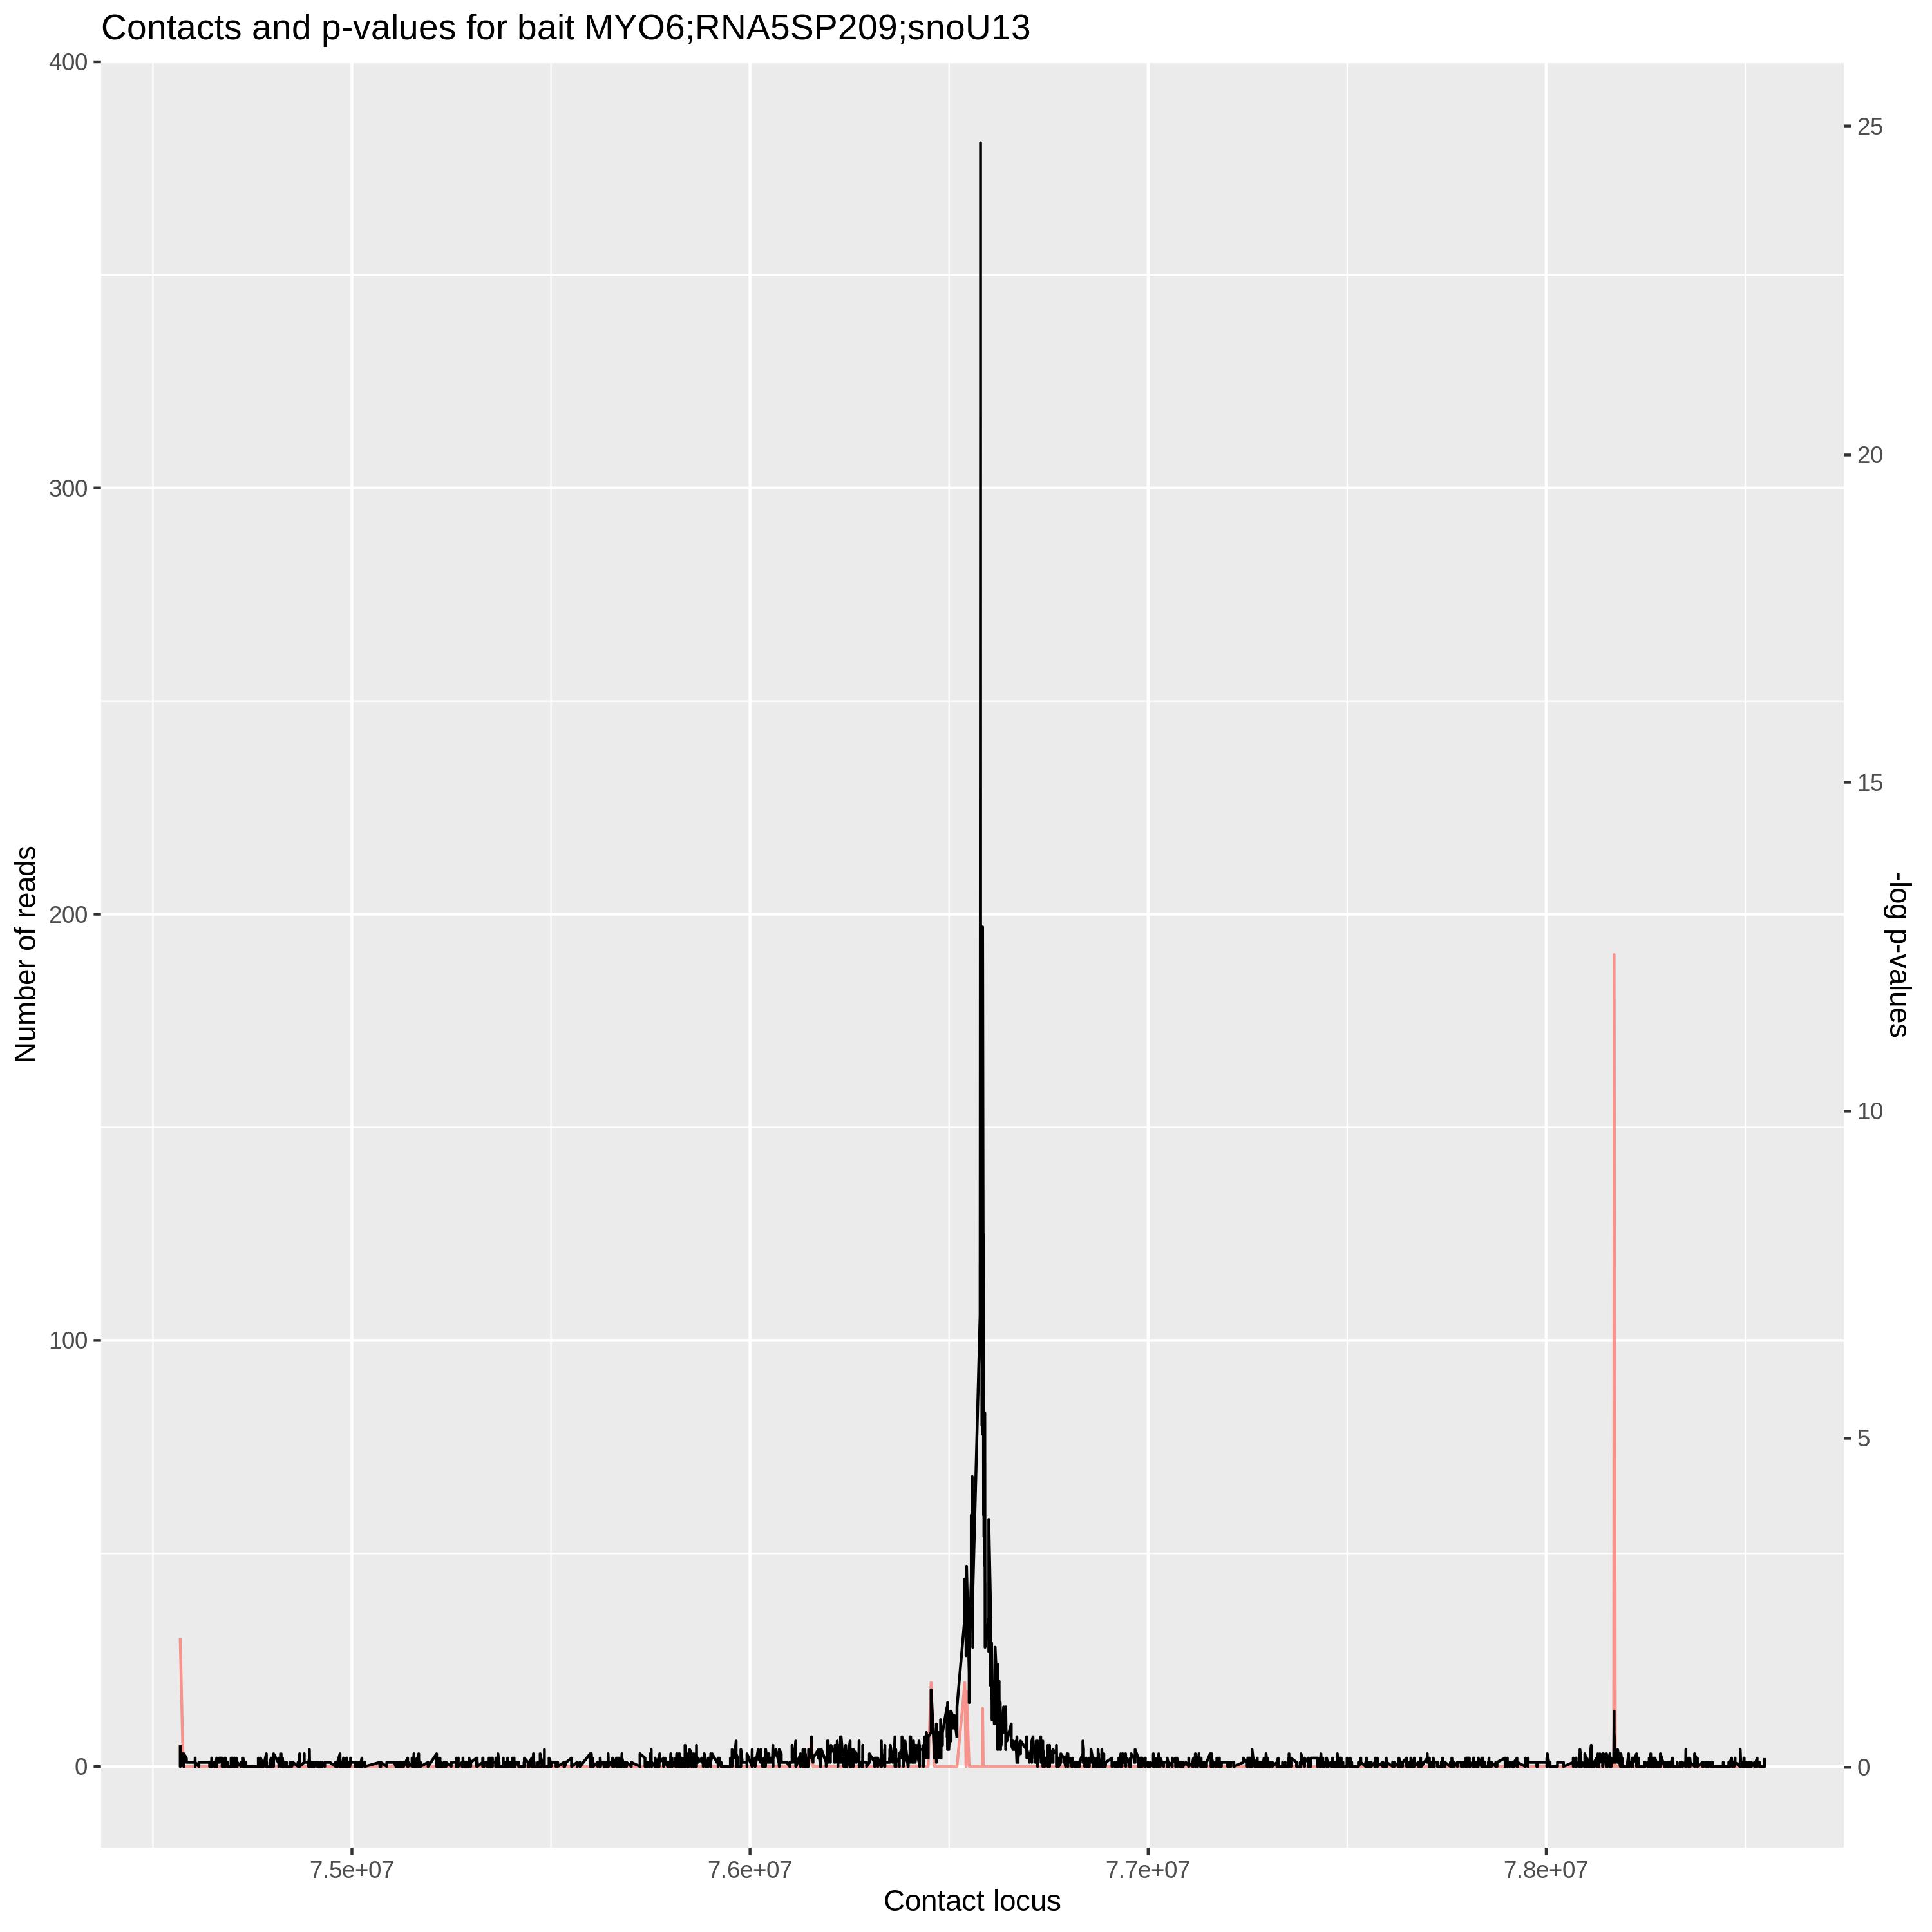 Contacts and p-values for bait MYO6;RNA5SP209;snoU13
400
300
200
100
0
25
20
15
10
5
0
Number of reads
-log p-values
7.5e+07 7.6e+07 7.7e+07 7.8e+07
Contact locus